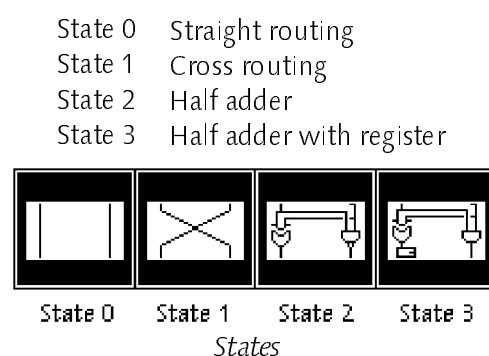 State 0 Straight routing
State 1 Cross routing
State 2 Half adder
State 3 Half adder with register
State 0 State 1 State 2 State 3
States